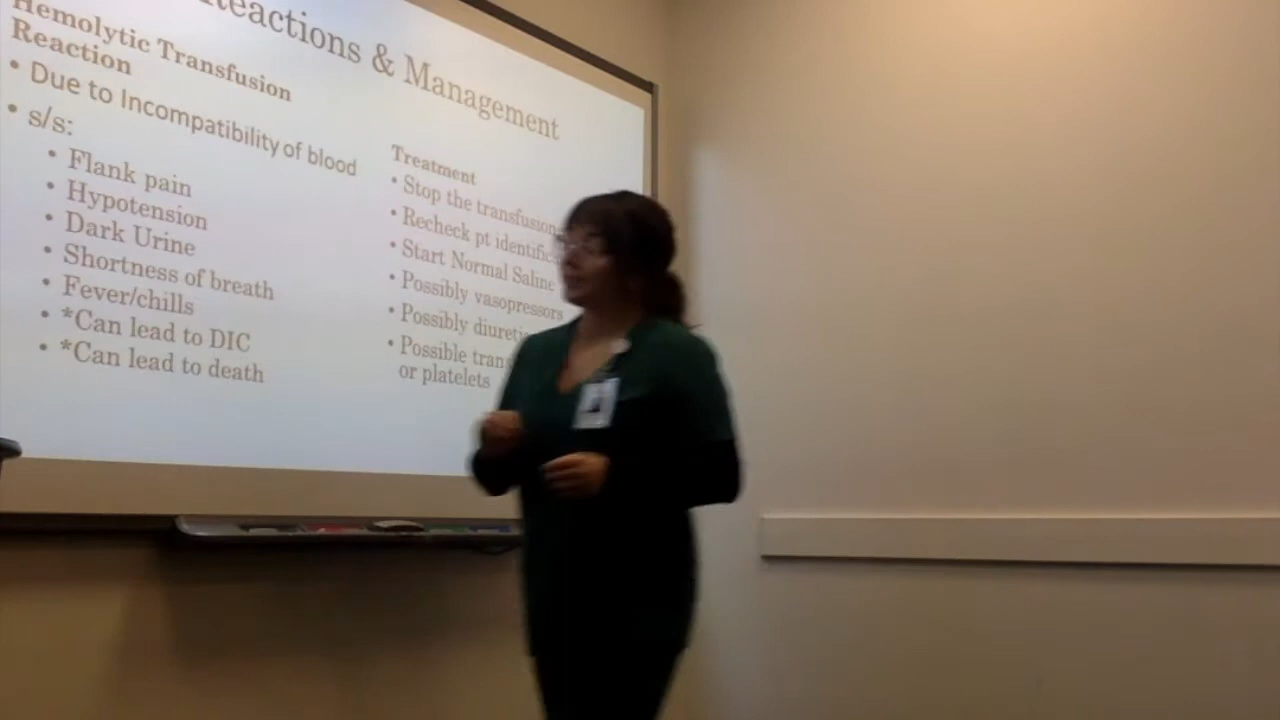 Reactions & Management
Hemolytic Transfusion
Reaction
• Due to Incompatibility of blood
• s/s:
• Flank pain
• Hypotension
• Dark Urine
• Shortness of breath
• Fever/chills
• *Can lead to DIC
• *Can lead to death
Treatment
• Stop the transfusion
• Recheck pt
• Start Normal Saline
• Possibly vasopressors
• Possibly
• Possible
or platelets